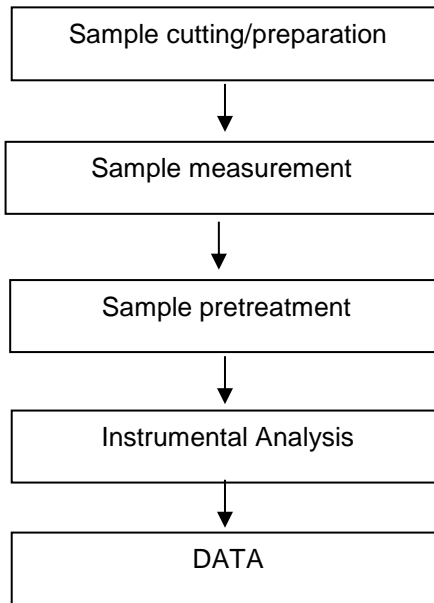 Sample cutting/preparation
Sample measurement
Sample pretreatment
Instrumental Analysis
DATA